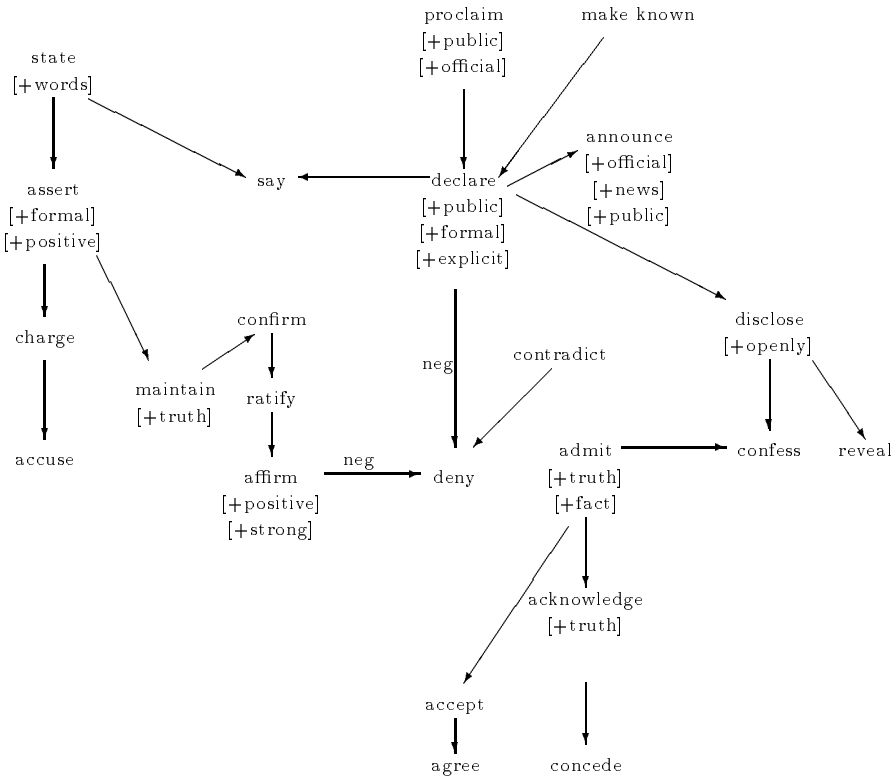 proclaim
[+public]
[+official]
make known
state
[+words]
announce
[+official]
[+news]
[+public]
say
declare
[+public]
[+formal]
[+explicit]
assert
[+formal]
[+positive]
confirm
disclose
[+openly]
charge
neg
contradict
maintain
[+truth]
ratify
accuse
neg
affirm
[+positive]
[+strong]
deny
admit
[+truth]
[+fact]
confess
reveal
acknowledge
[+truth]
accept
agree
concede